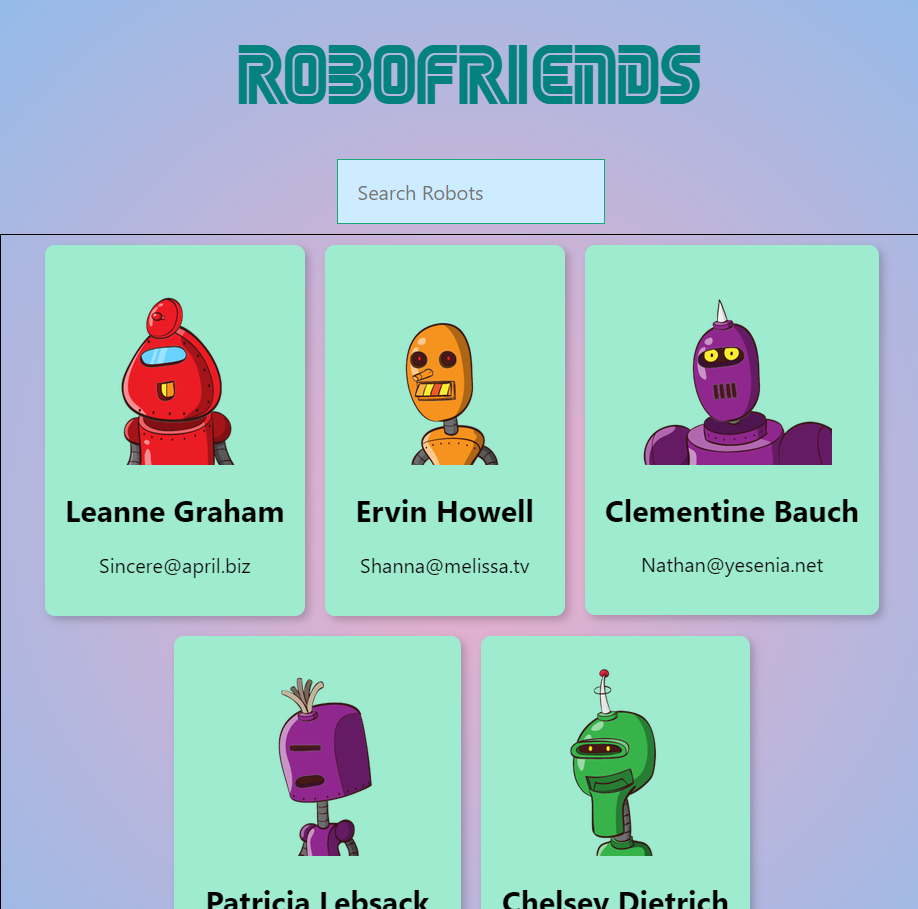 ROBOFRIENDS
Search Robots
Leanne Graham
Sincere@april.biz
Ervin Howell
Shanna@melissa.tv
Clementine Bauch
Nathan@yesenia.net
Patricia Lebsack
Chelsey Dietrich